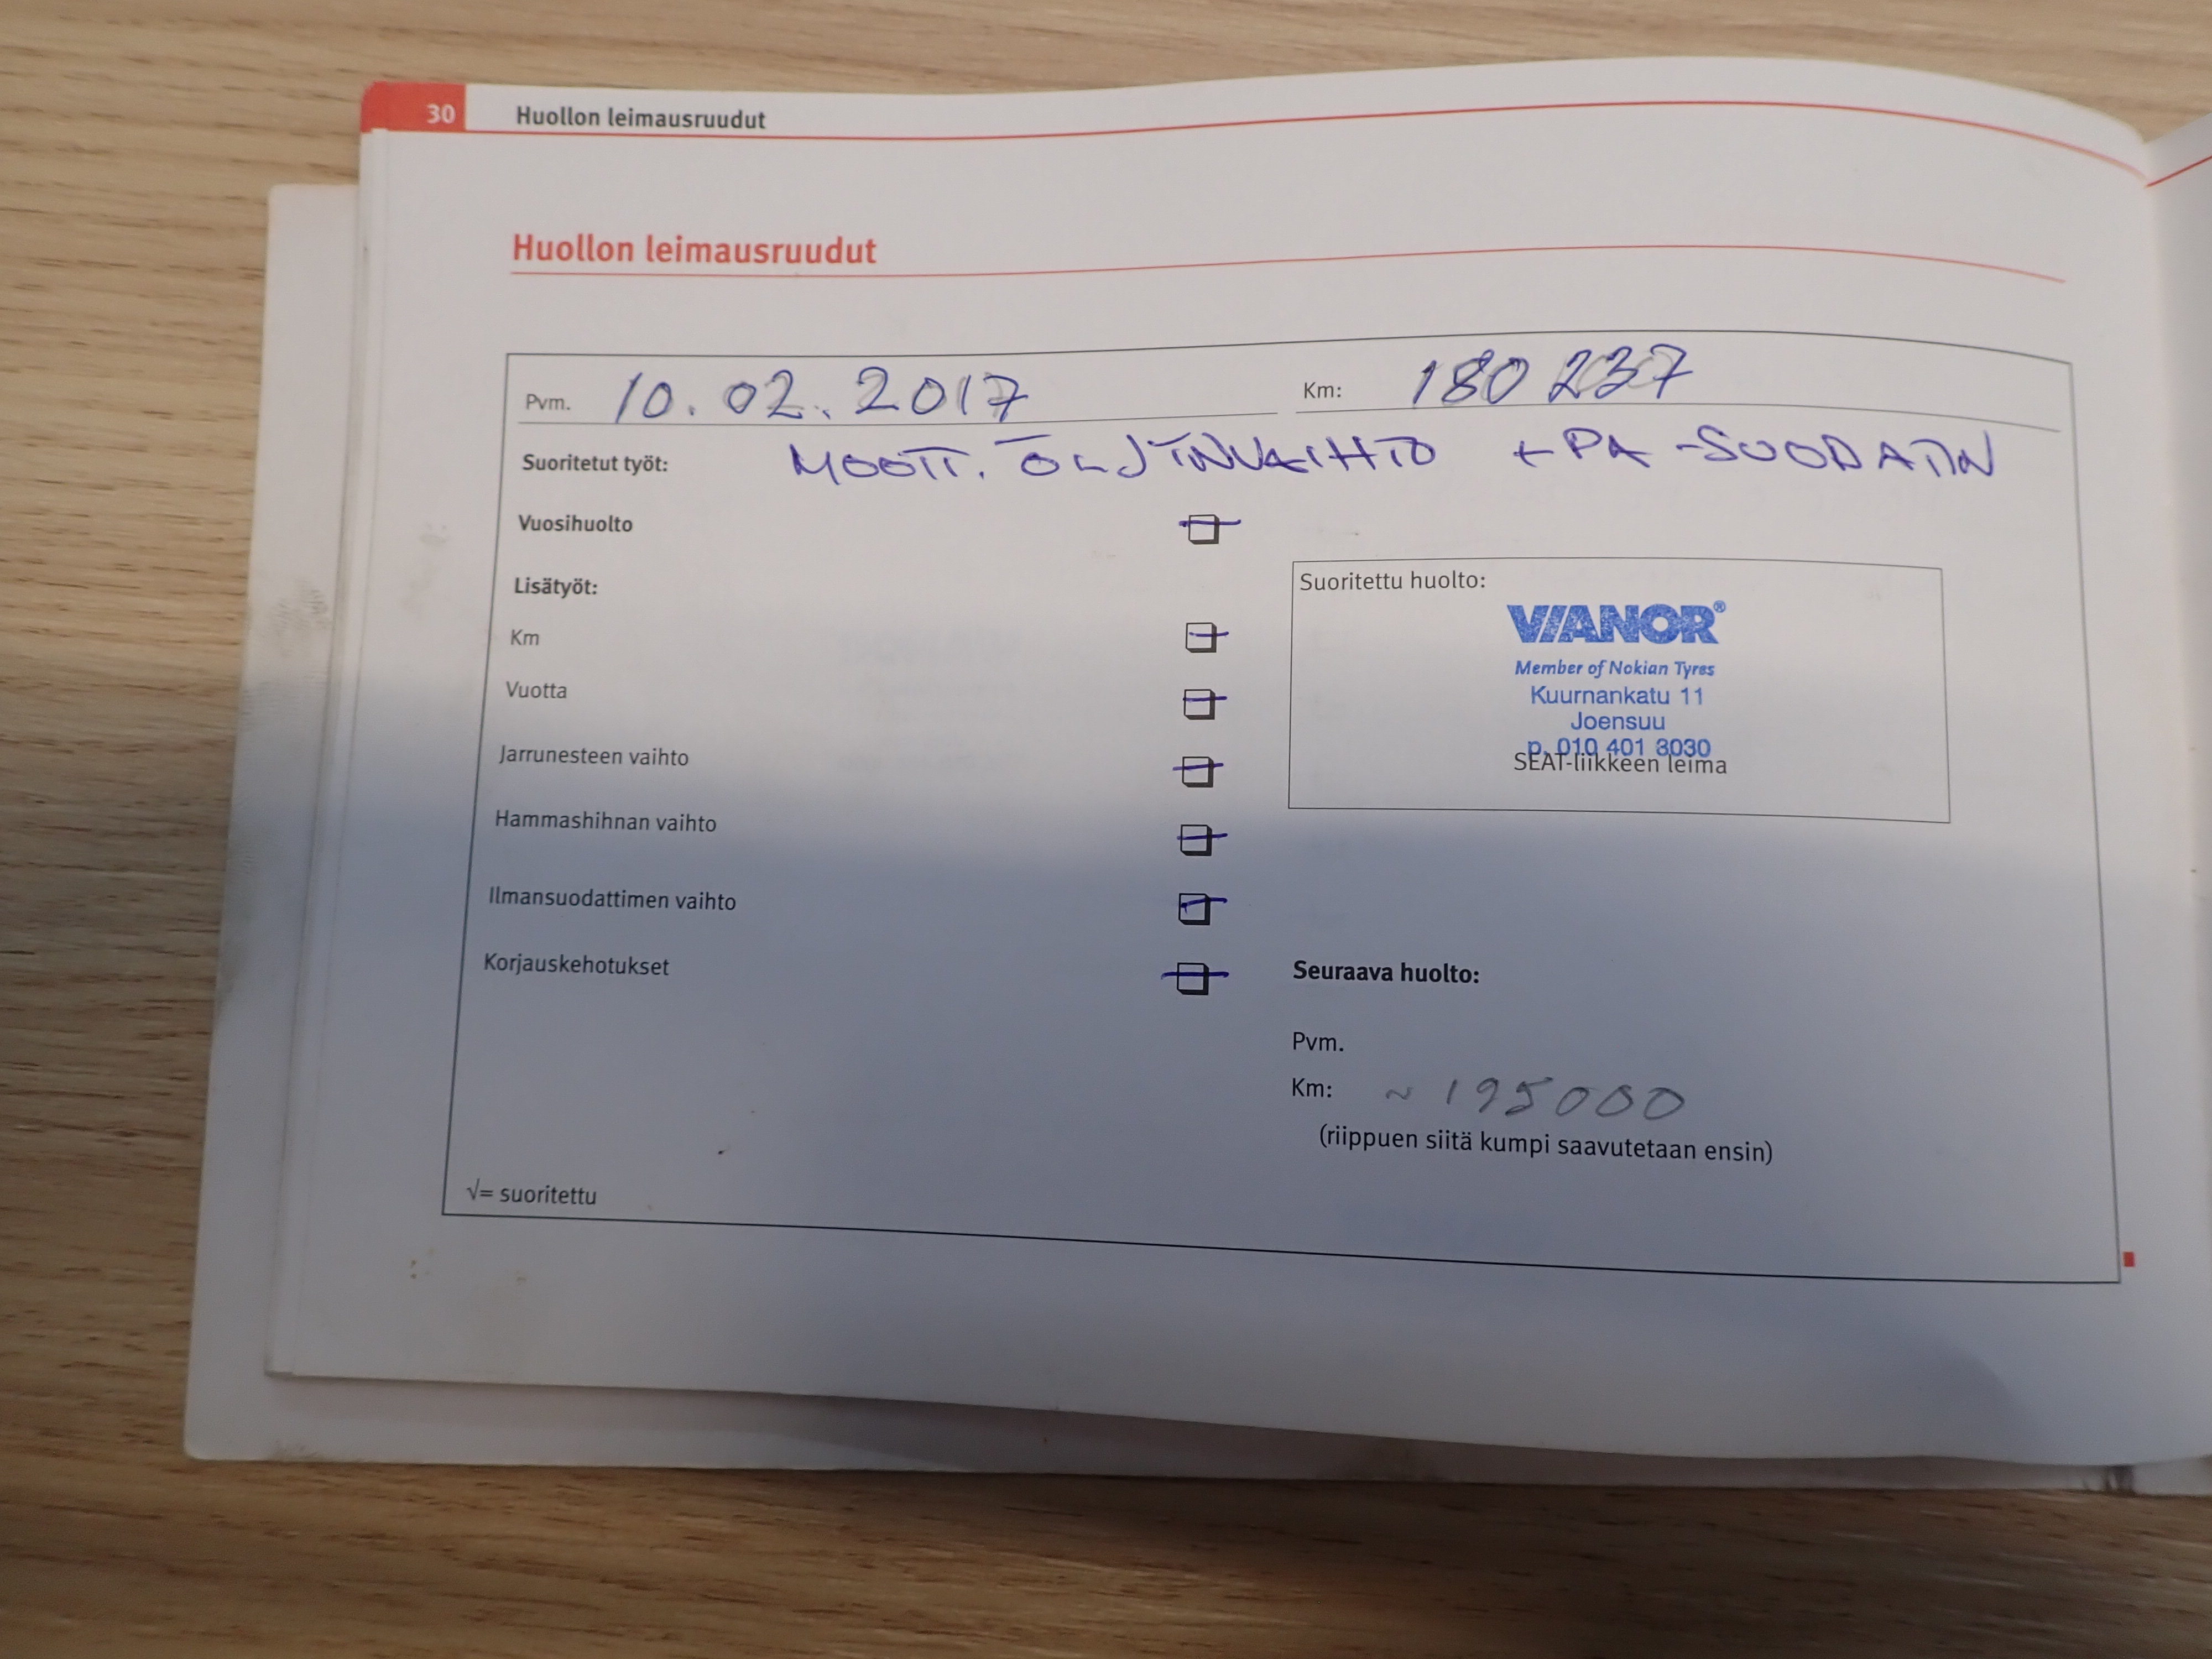 30 Huollon leimausruudut
Huollon leimausruudut
Pvm. 10.02.2017 Km: 180 237
Suoritetut työt: MOOTT. ÖLJYNVAIHTO + PA -SUODATIN
Vuosihuolto
Lisätyöt:
Km
Vuotta
Jarrunesteen vaihto
Hammashihnan vaihto
Ilmansuodattimen vaihto
Korjauskehotukset
√= suoritettu
Suoritettu huolto:
VIANOR®
Member of Nokian Tyres
Kuurnankatu 11
Joensuu
p. 010 401 3030
SEAT-liikkeen leima
Seuraava huolto:
Pvm.
Km: ~ 195000
(riippuen siitä kumpi saavutetaan ensin)